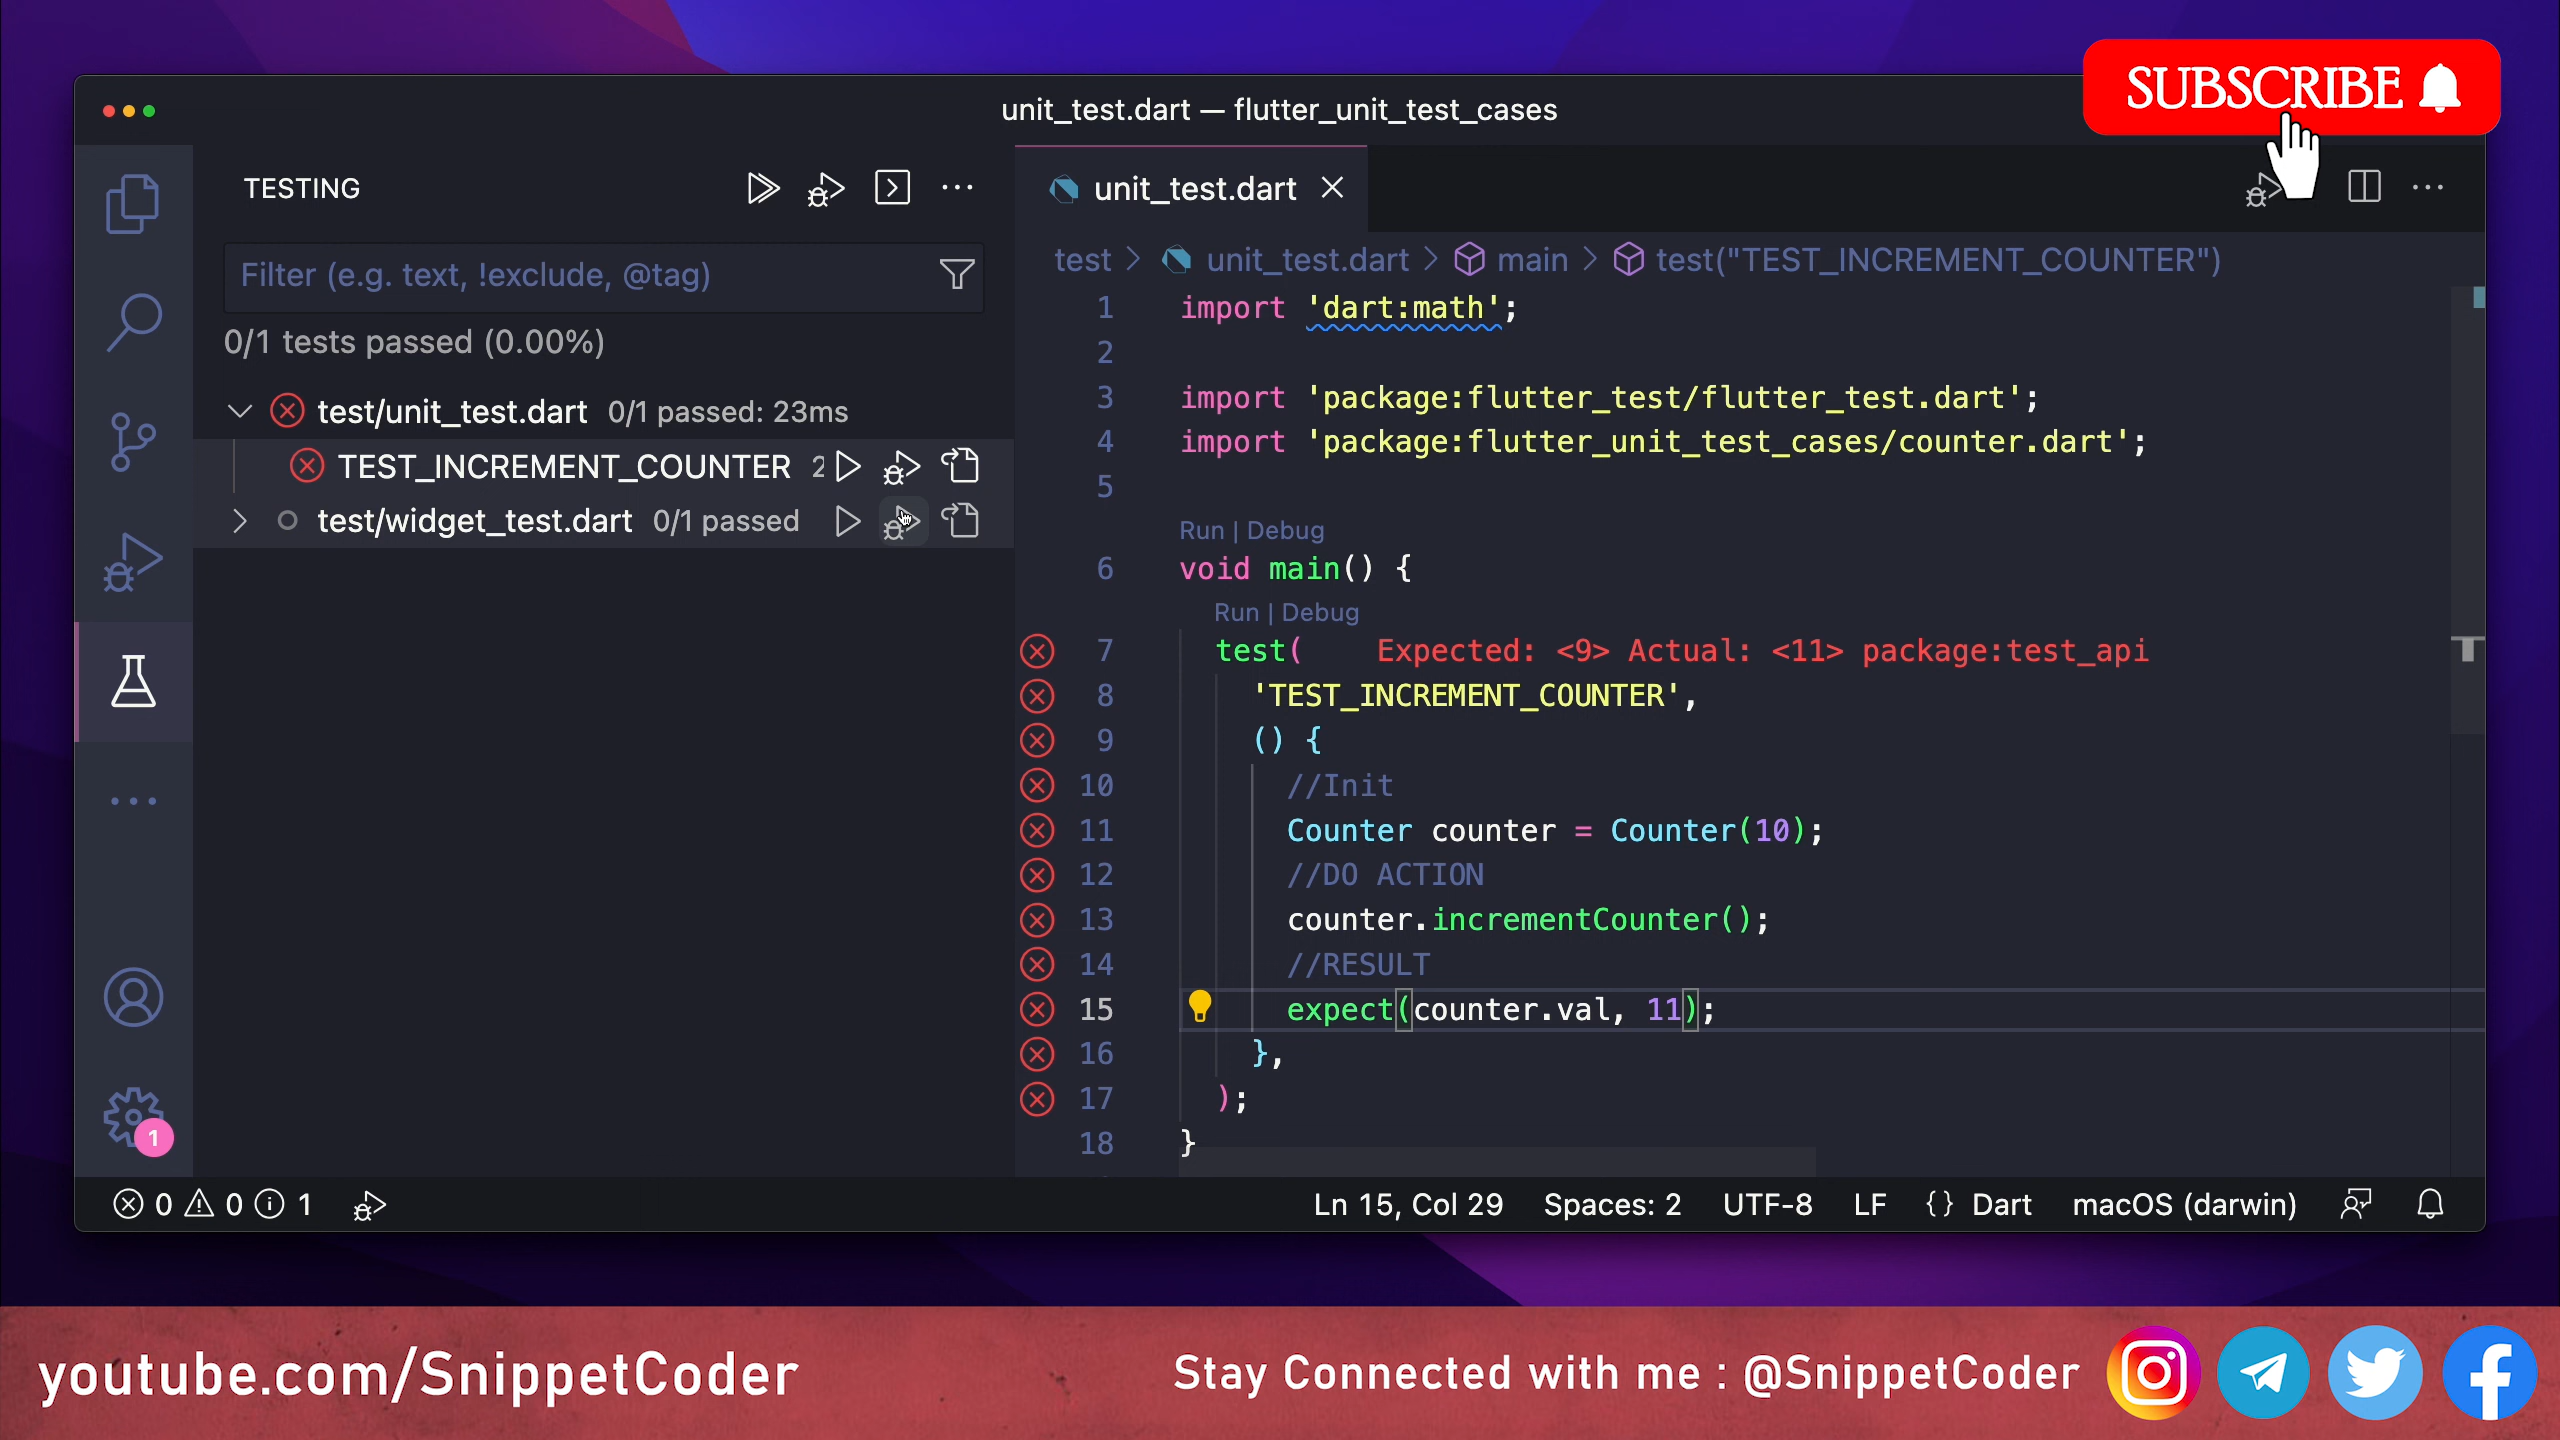 unit_test.dart — flutter_unit_test_cases
SUBSCRIBE
TESTING
unit_test.dart
Filter (e.g. text, !exclude, @tag)
test > unit_test.dart > main > test("TEST_INCREMENT_COUNTER")
0/1 tests passed (0.00%)
test/unit_test.dart 0/1 passed: 23ms
TEST_INCREMENT_COUNTER 2
test/widget_test.dart 0/1 passed
1 import 'dart:math';
2
3 import 'package:flutter_test/flutter_test.dart';
4 import 'package:flutter_unit_test_cases/counter.dart';
5
Run | Debug
6 void main() {
Run | Debug
7 test( Expected: <9> Actual: <11> package:test_api
8 'TEST_INCREMENT_COUNTER',
9 () {
10 //Init
11 Counter counter = Counter(10);
12 //DO ACTION
13 counter.incrementCounter();
14 //RESULT
15 expect(counter.val, 11);
16 },
17 );
18 }
1
0 0 1
Ln 15, Col 29 Spaces: 2 UTF-8 LF {} Dart macOS (darwin)
youtube.com/SnippetCoder
Stay Connected with me : @SnippetCoder